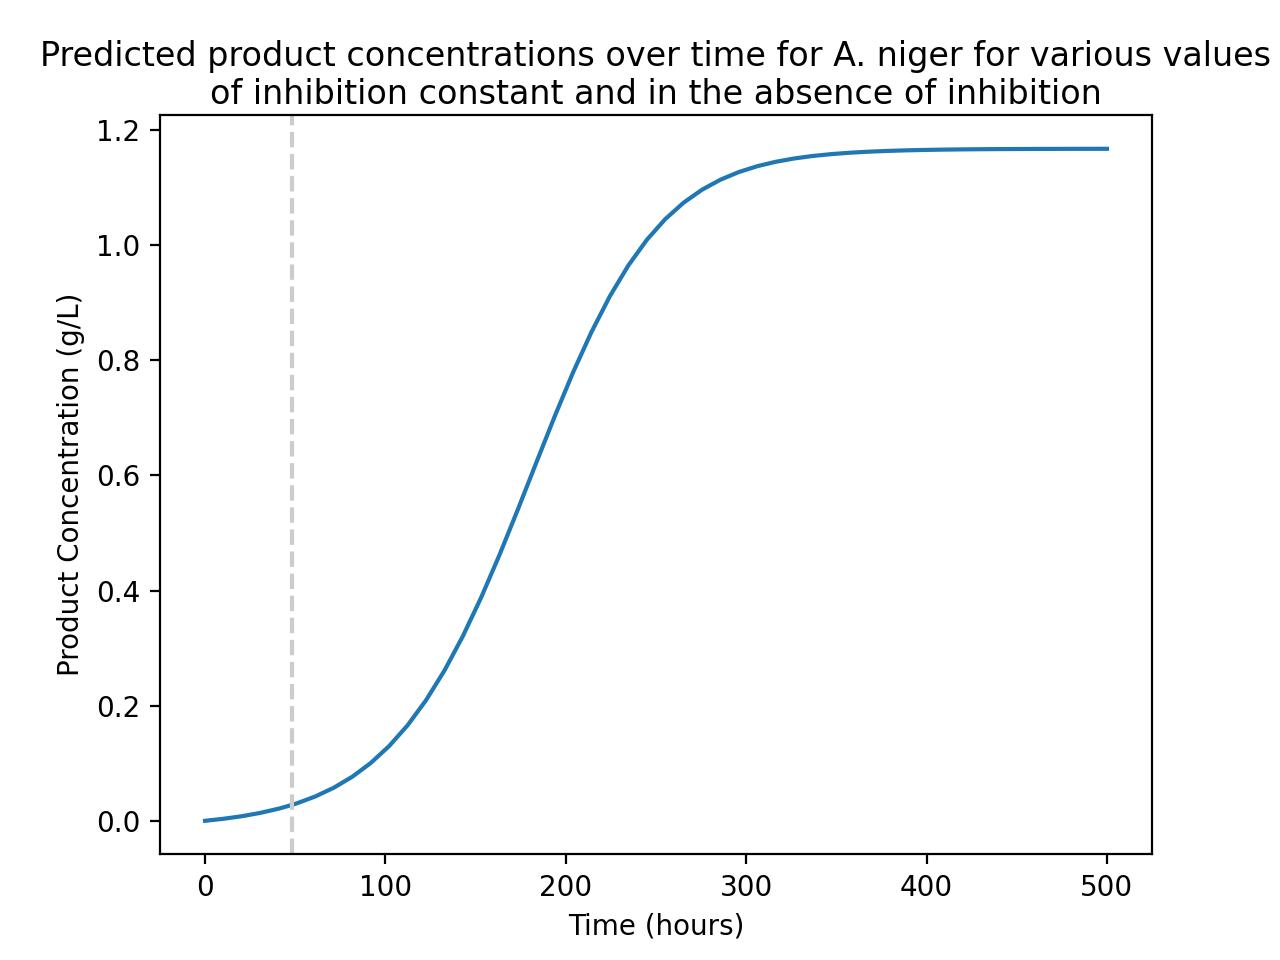 Predicted product concentrations over time for A. niger for various values
of inhibition constant and in the absence of inhibition
1.2
1.0
0.8
0.6
0.4
0.2
0.0
Product Concentration (g/L)
0 100 200 300 400 500
Time (hours)